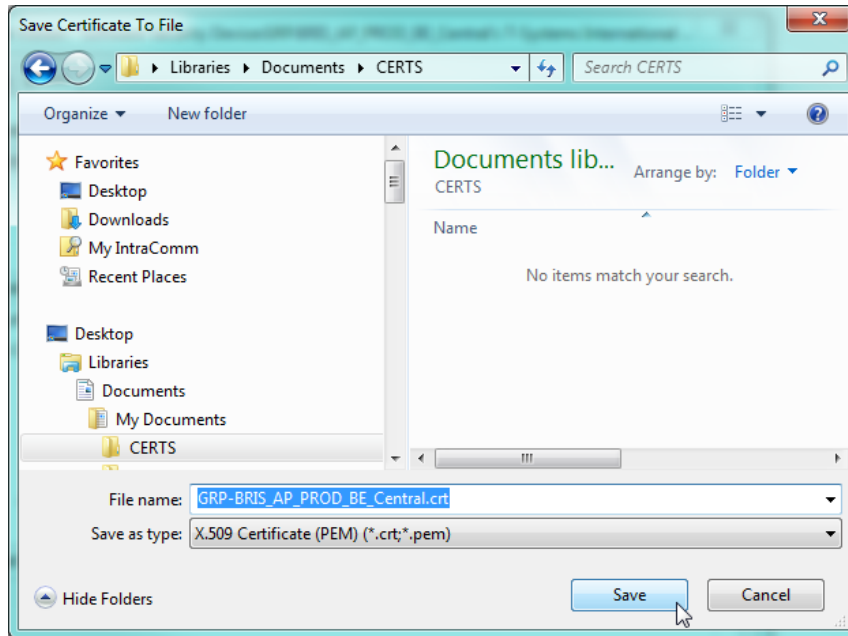 Save Certificate To File
Libraries Documents CERTS
Search CERTS
Organize New folder
Favorites
Desktop
Downloads
My IntraComm
Recent Places
Desktop
Libraries
Documents
My Documents
CERTS
Documents lib...
CERTS
Arrange by: Folder
Name
No items match your search.
File name: GRP-BRIS_AP_PROD_BE_Central.crt
Save as type: X.509 Certificate (PEM) (*.crt;*.pem)
Hide Folders
Save
Cancel